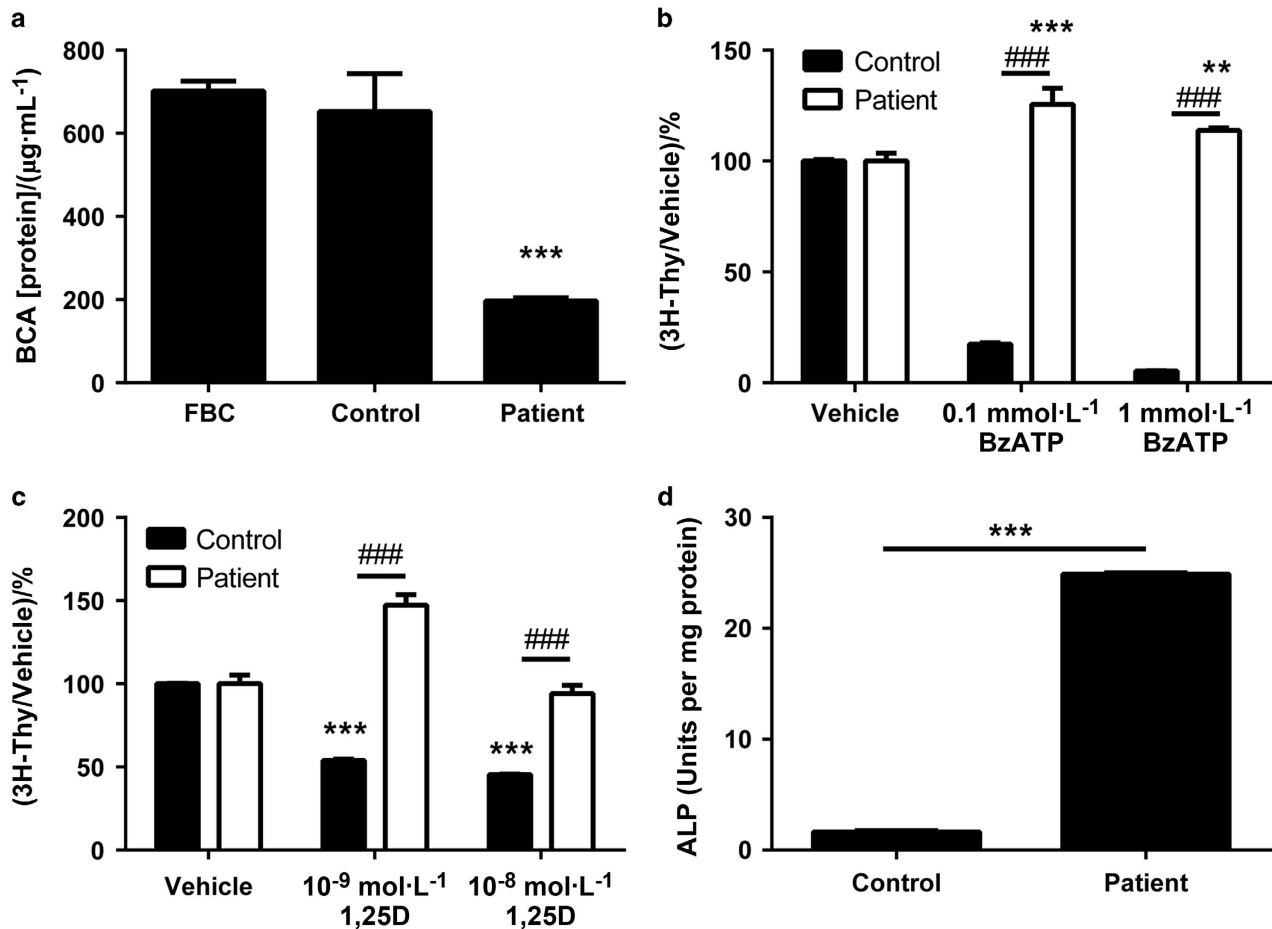 a
BCA [protein]/(µg·mL⁻¹)
800
600
400
200
0
***
FBC
Control
Patient
b
(3H-Thy/Vehicle)/%
150
100
50
0
Control
Patient
***
###
**
###
Vehicle
0.1 mmol·L⁻¹
BzATP
1 mmol·L⁻¹
BzATP
c
(3H-Thy/Vehicle)/%
200
150
100
50
0
Control
Patient
###
***
###
***
Vehicle
10⁻⁹ mol·L⁻¹
1,25D
10⁻⁸ mol·L⁻¹
1,25D
d
ALP (Units per mg protein)
30
20
10
0
***
Control
Patient